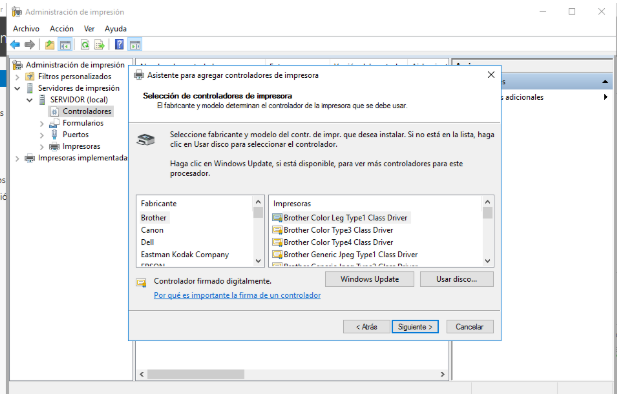 Administración de impresión
Archivo Acción Ver Ayuda
Administración de impresión
Filtros personalizados
Servidores de impresión
SERVIDOR (local)
Controladores
Formularios
Puertos
Impresoras
Impresoras implementada
adicionales
Asistente para agregar controladores de impresora
Selección de controladores de impresora
El fabricante y modelo determinan el controlador de la impresora que se debe usar.
Seleccione fabricante y modelo del contr. de impr. que desea instalar. Si no está en la lista, haga
clic en Usar disco para seleccionar el controlador.
Haga clic en Windows Update, si está disponible, para ver más controladores para este
procesador.
Fabricante
Brother
Canon
Dell
Eastman Kodak Company
EPSON
Impresoras
Brother Color Leg Type1 Class Driver
Brother Color Type3 Class Driver
Brother Color Type4 Class Driver
Brother Generic Jpeg Type1 Class Driver
Controlador firmado digitalmente.
Por qué es importante la firma de un controlador
Windows Update
Usar disco...
< Atrás
Siguiente >
Cancelar